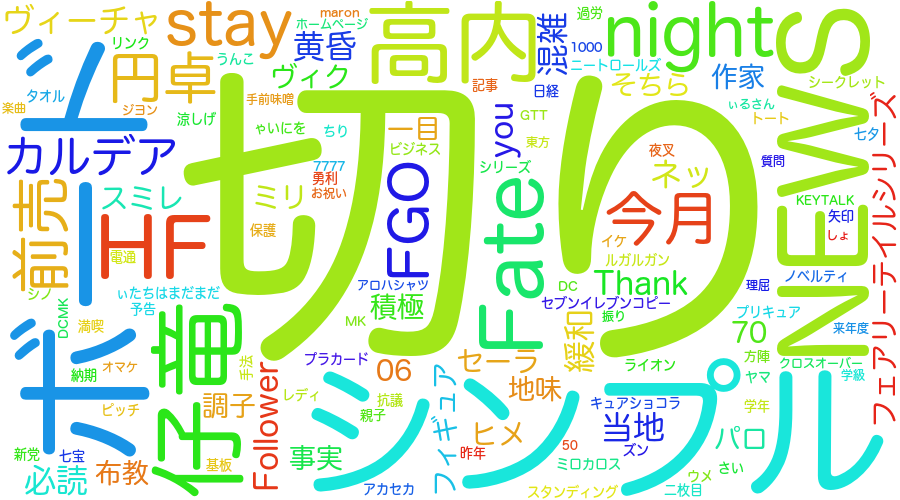 ヴィーチャ
stay
maron
ホームページ
黄昏
高内
night
過労
混雑
1000
ニートロールズ
NEWS
リンク
うんこ
円卓
ヴィク
手前味噌
記事
日経
そちら
作家
シークレット
タオル
楽曲
ジヨン
涼しげ
ゃいにを
ちり
一目
ビジネス
you
GTT
東方
ぃるさん
トート
七夕
カルデア
ボード
切り
7777
勇利
お祝い
シリーズ
夜叉
ネッ
質問
フェアリーテイルシリーズ
前売
スミレ
ミリ
FGO
Fate
今月
KEYTALK
矢印
しょ
HF
保護
電通
イケ
ルガルガン
理屈
ノベルティ
シノ
DCMK
ぃたちはまだまだ
予告
アロハシャツ
積極
MK
Thank
DC
セブンイレブンコピー
振り
プリキュア
来年度
満喫
仔竜
手法
プラカード
セーラ
緩和
70
方陣
クロスオーバー
ライオン
ヤマ
学級
オマケ
納期
ピッチ
06
地味
シンプル
調子
Follower
レディ
抗議
親子
フィギュア
キュアショコラ
学年
新党
七宝
必読
布教
基板
事実
ヒメ
当地
パロ
昨年
50
ズン
ミロカロス
ウメ
さい
アカセカ
スタンディング
二枚目